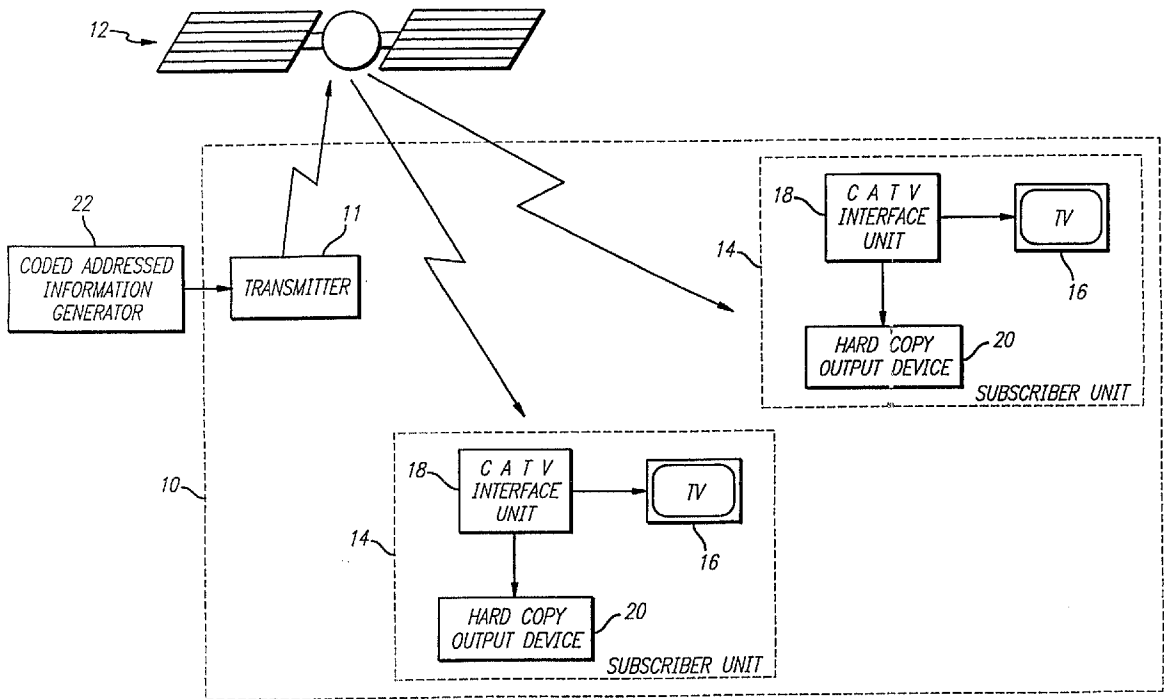 12
22
CODED ADDRESSED
INFORMATION
GENERATOR
11
TRANSMITTER
18
C A T V
INTERFACE
UNIT
TV
14
16
HARD COPY
OUTPUT DEVICE
20
SUBSCRIBER UNIT
10
18
C A T V
INTERFACE
UNIT
TV
14
16
HARD COPY
OUTPUT DEVICE
20
SUBSCRIBER UNIT